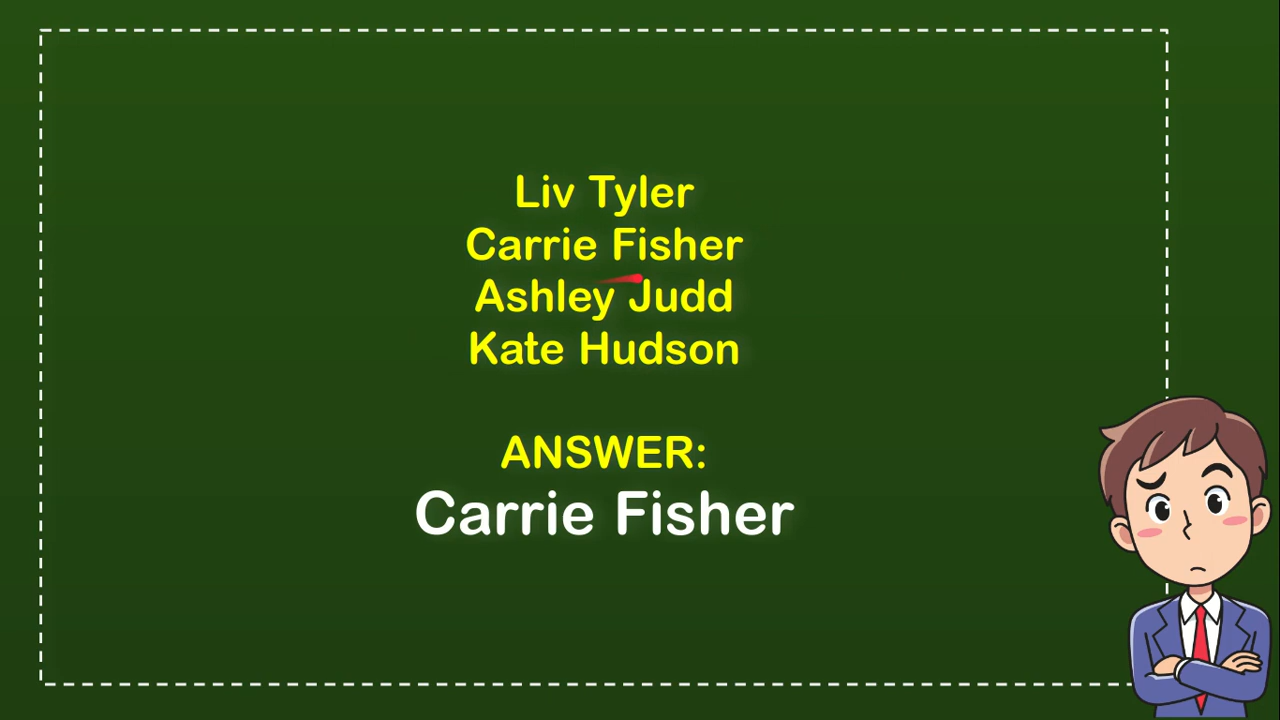 Liv Tyler
Carrie Fisher
Ashley Judd
Kate Hudson
ANSWER:
Carrie Fisher